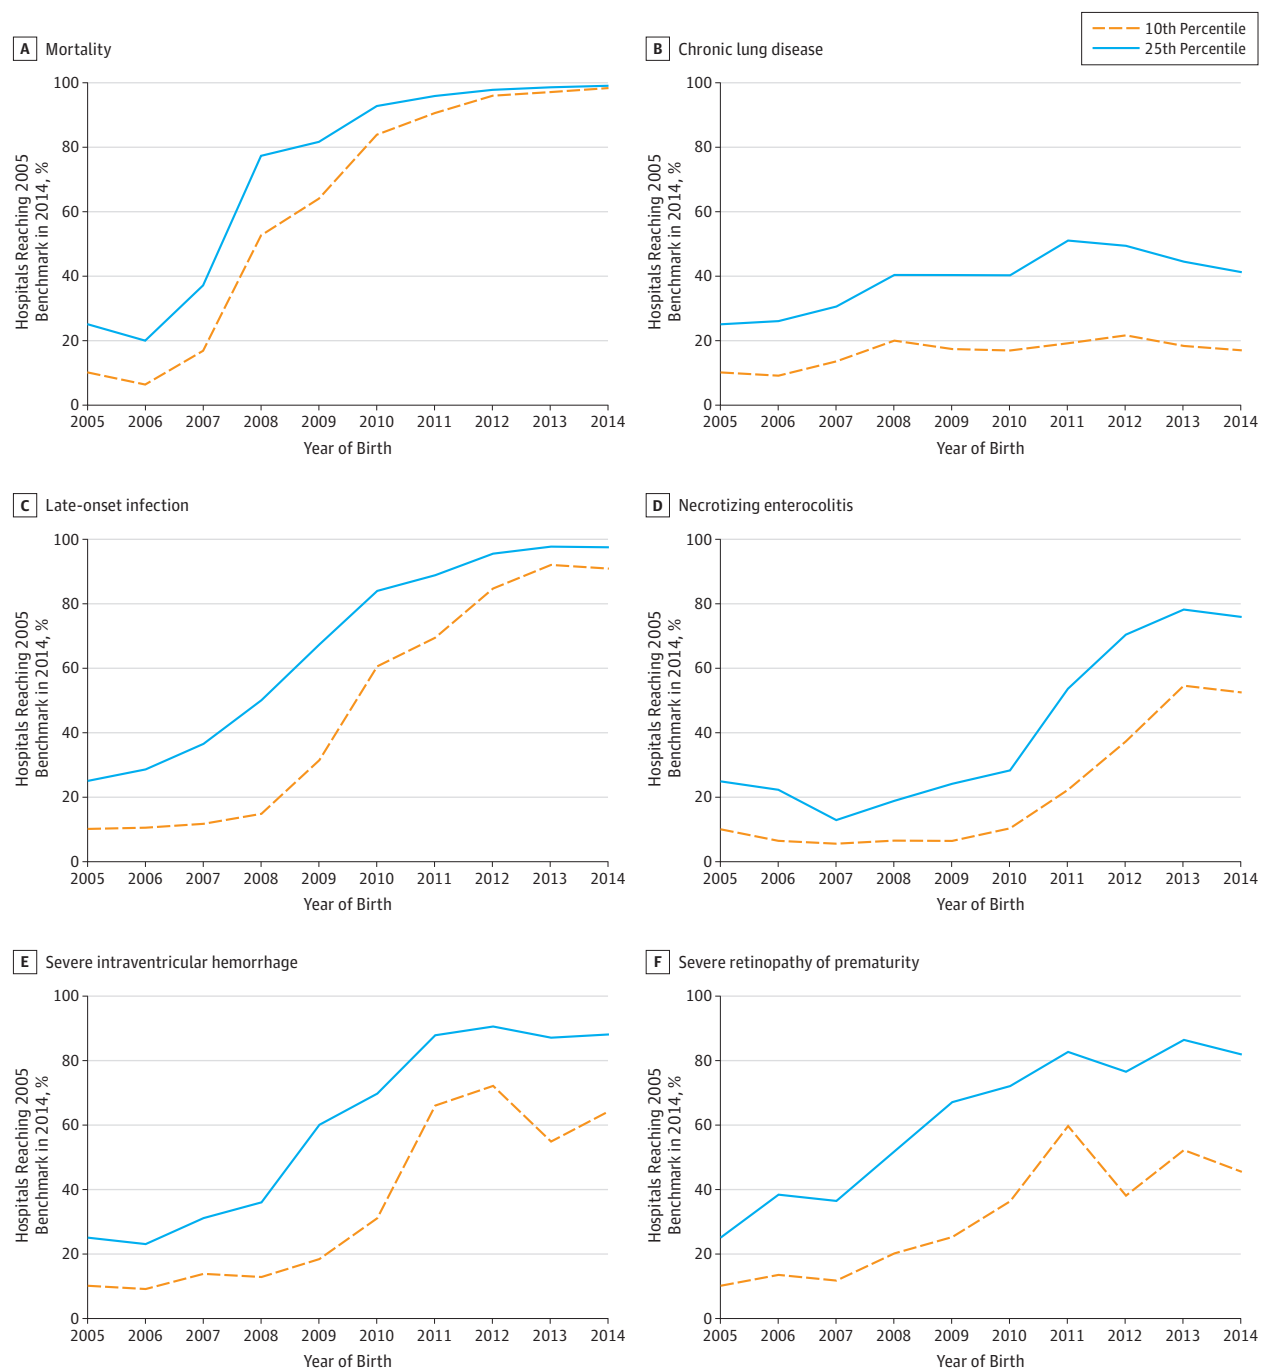 10th Percentile
25th Percentile
A Mortality
Hospitals Reaching 2005
Benchmark in 2014, %
100
80
60
40
20
0
2005 2006 2007 2008 2009 2010 2011 2012 2013 2014
Year of Birth
B Chronic lung disease
Hospitals Reaching 2005
Benchmark in 2014, %
100
80
60
40
20
0
2005 2006 2007 2008 2009 2010 2011 2012 2013 2014
Year of Birth
C Late-onset infection
Hospitals Reaching 2005
Benchmark in 2014, %
100
80
60
40
20
0
2005 2006 2007 2008 2009 2010 2011 2012 2013 2014
Year of Birth
D Necrotizing enterocolitis
Hospitals Reaching 2005
Benchmark in 2014, %
100
80
60
40
20
0
2005 2006 2007 2008 2009 2010 2011 2012 2013 2014
Year of Birth
E Severe intraventricular hemorrhage
Hospitals Reaching 2005
Benchmark in 2014, %
100
80
60
40
20
0
2005 2006 2007 2008 2009 2010 2011 2012 2013 2014
Year of Birth
F Severe retinopathy of prematurity
Hospitals Reaching 2005
Benchmark in 2014, %
100
80
60
40
20
0
2005 2006 2007 2008 2009 2010 2011 2012 2013 2014
Year of Birth